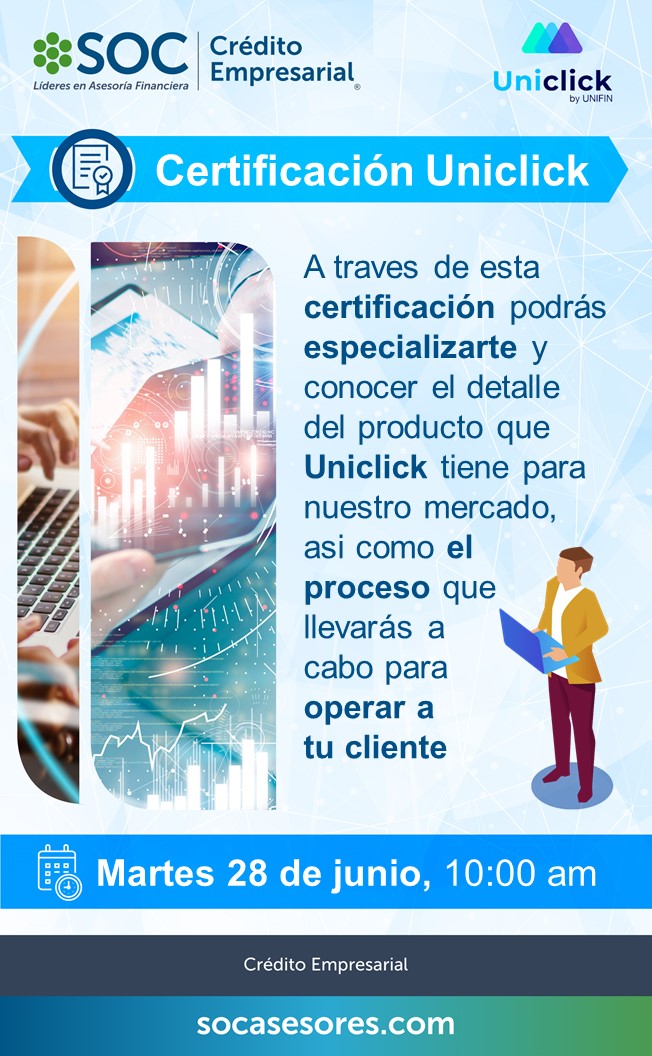 SOC
Líderes en Asesoría Financiera
Crédito
Empresarial®
Uniclick
by UNIFIN
Certificación Uniclick
A traves de esta
certificación podrás
especializarte y
conocer el detalle
del producto que
Uniclick tiene para
nuestro mercado,
asi como el
proceso que
llevarás a
cabo para
operar a
tu cliente
Martes 28 de junio, 10:00 am
Crédito Empresarial
socasesores.com